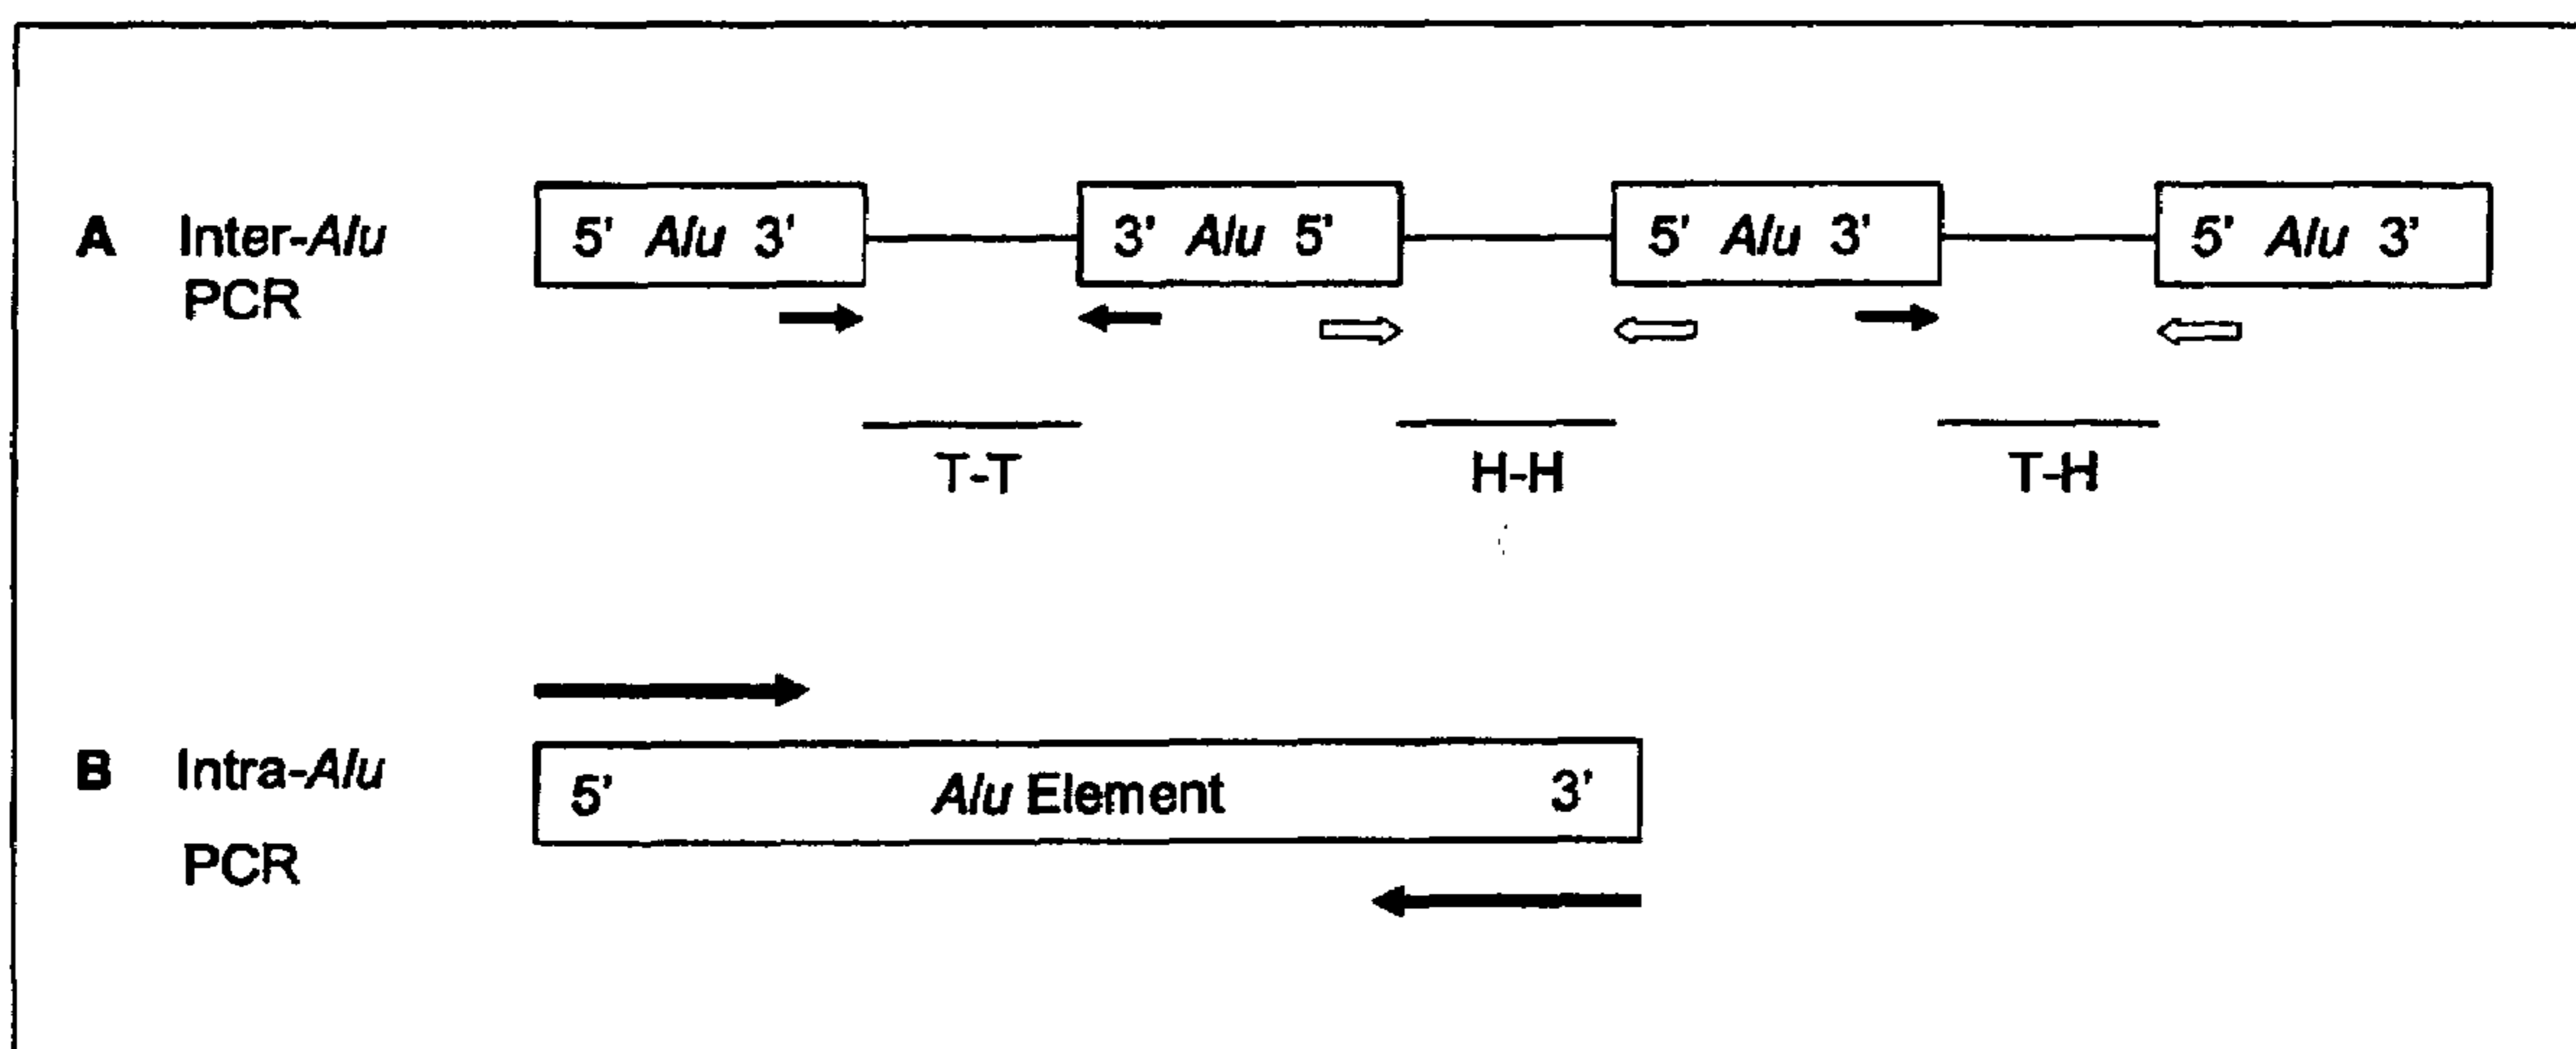 A Inter-Alu
PCR
5' Alu 3' 3' Alu 5' 5' Alu 3' 5' Alu 3'
T-T H-H T-H
B Intra-Alu
PCR
5' Alu Element 3'